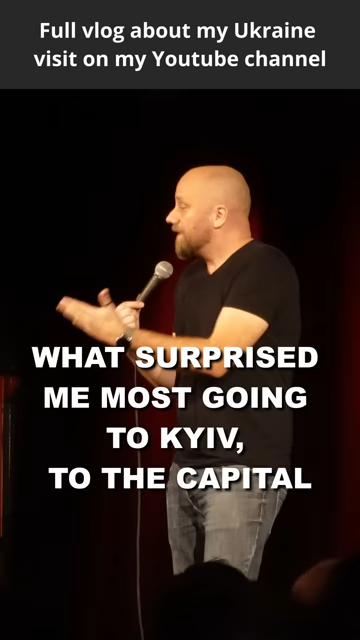 Full vlog about my Ukraine
visit on my Youtube channel
WHAT SURPRISED
ME MOST GOING
TO KYIV,
TO THE CAPITAL